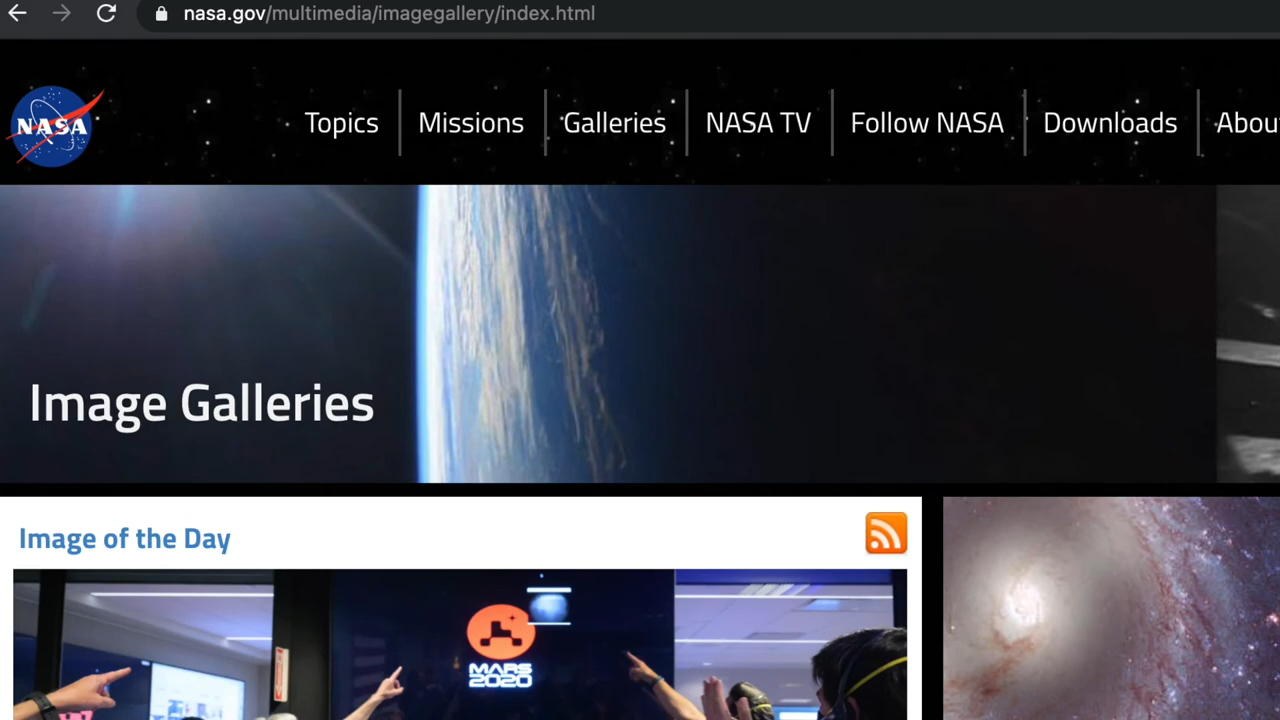 nasa.gov/multimedia/imagegallery/index.html
NASA
Topics
Missions
Galleries
NASA TV
Follow NASA
Downloads
Abou
Image Galleries
Image of the Day
MARS
2020